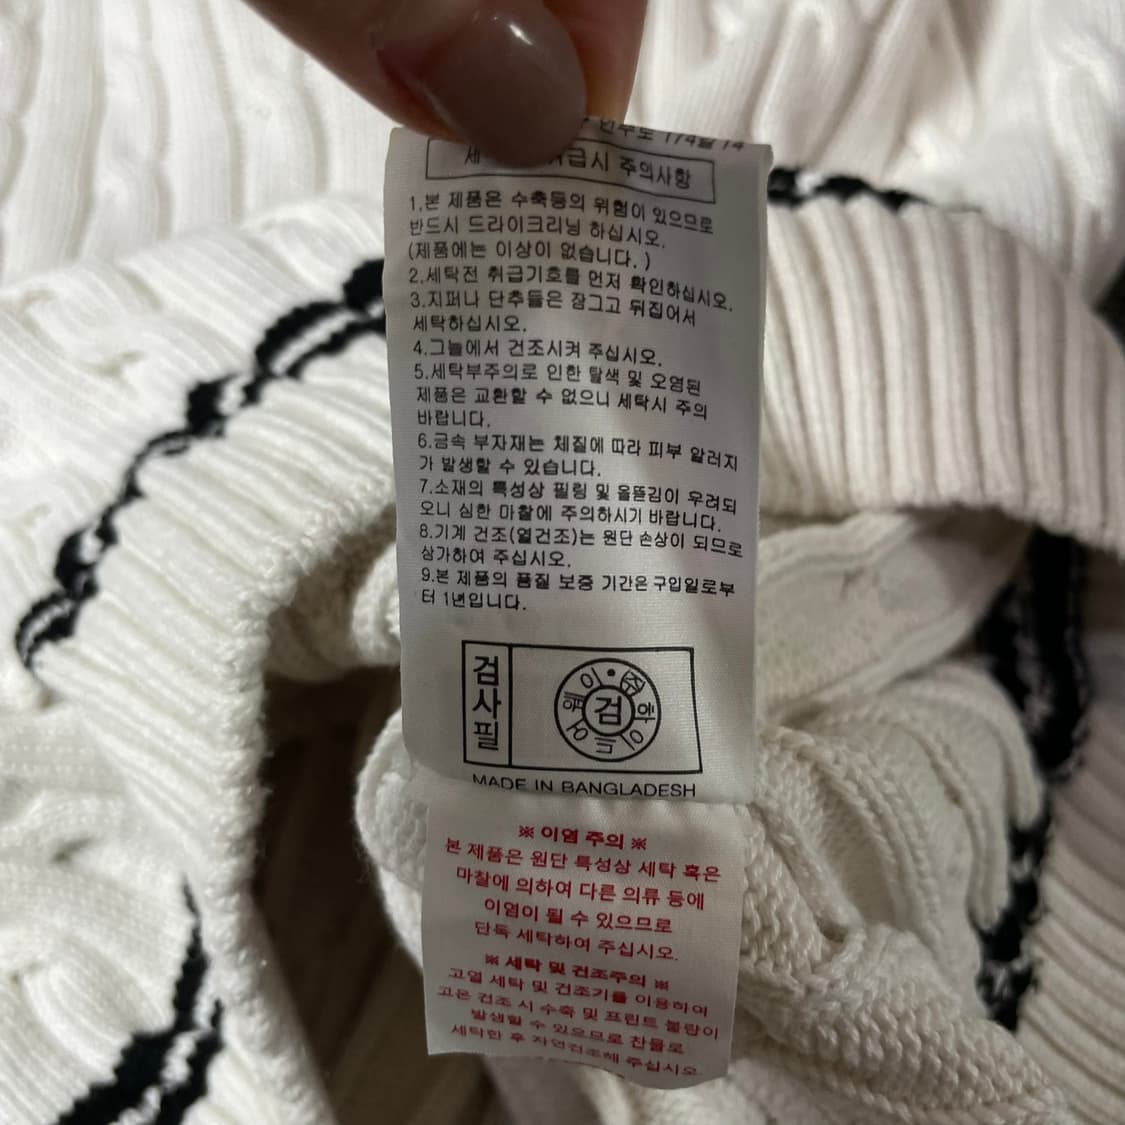 174길 14
취급시 주의사항
1.본 제품은 수축등의 위험이 있으므로
반드시 드라이크리닝 하십시오.
(제품에는 이상이 없습니다. )
2.세탁전 취급기호를 먼저 확인하십시오.
3.지퍼나 단추들은 잠그고 뒤집어서
세탁하십시오.
4.그늘에서 건조시켜 주십시오.
5.세탁부주의로 인한 탈색 및 오염된
제품은 교환할 수 없으니 세탁시 주의
바랍니다.
6.금속 부자재는 체질에 따라 피부 알러지
가 발생할 수 있습니다.
7.소재의 특성상 필링 및 올뜯김이 우려되
오니 심한 마찰에 주의하시기 바랍니다.
8.기계 건조(열건조)는 원단 손상이 되므로
삼가하여 주십시오.
9.본 제품의 품질 보증 기간은 구입일로부
터 1년입니다.
검사필
검
MADE IN BANGLADESH
※ 이염 주의 ※
본 제품은 원단 특성상 세탁 혹은
마찰에 의하여 다른 의류 등에
이염이 될 수 있으므로
단독 세탁하여 주십시오.
※ 세탁 및 건조주의 ※
고열 세탁 및 건조기를 이용하여
고온 건조 시 수축 및 프린트 불량이
발생할 수 있으므로 찬물로
세탁한 후 자연건조해 주십시오